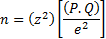 n = (z²) [(P.Q)/e²]